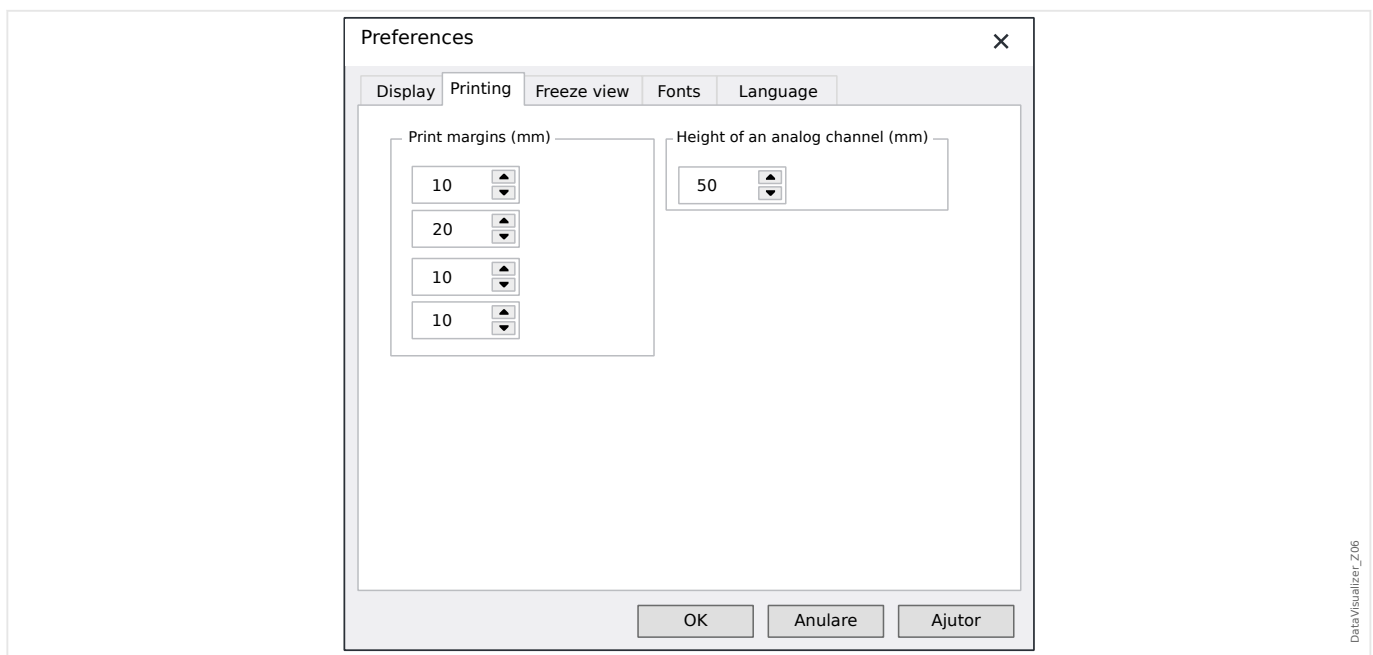 Preferences
Display Printing Freeze view Fonts Language
Print margins (mm) Height of an analog channel (mm)
10 50
20
10
10
OK Anulare Ajutor
DataVisualizer_Z06